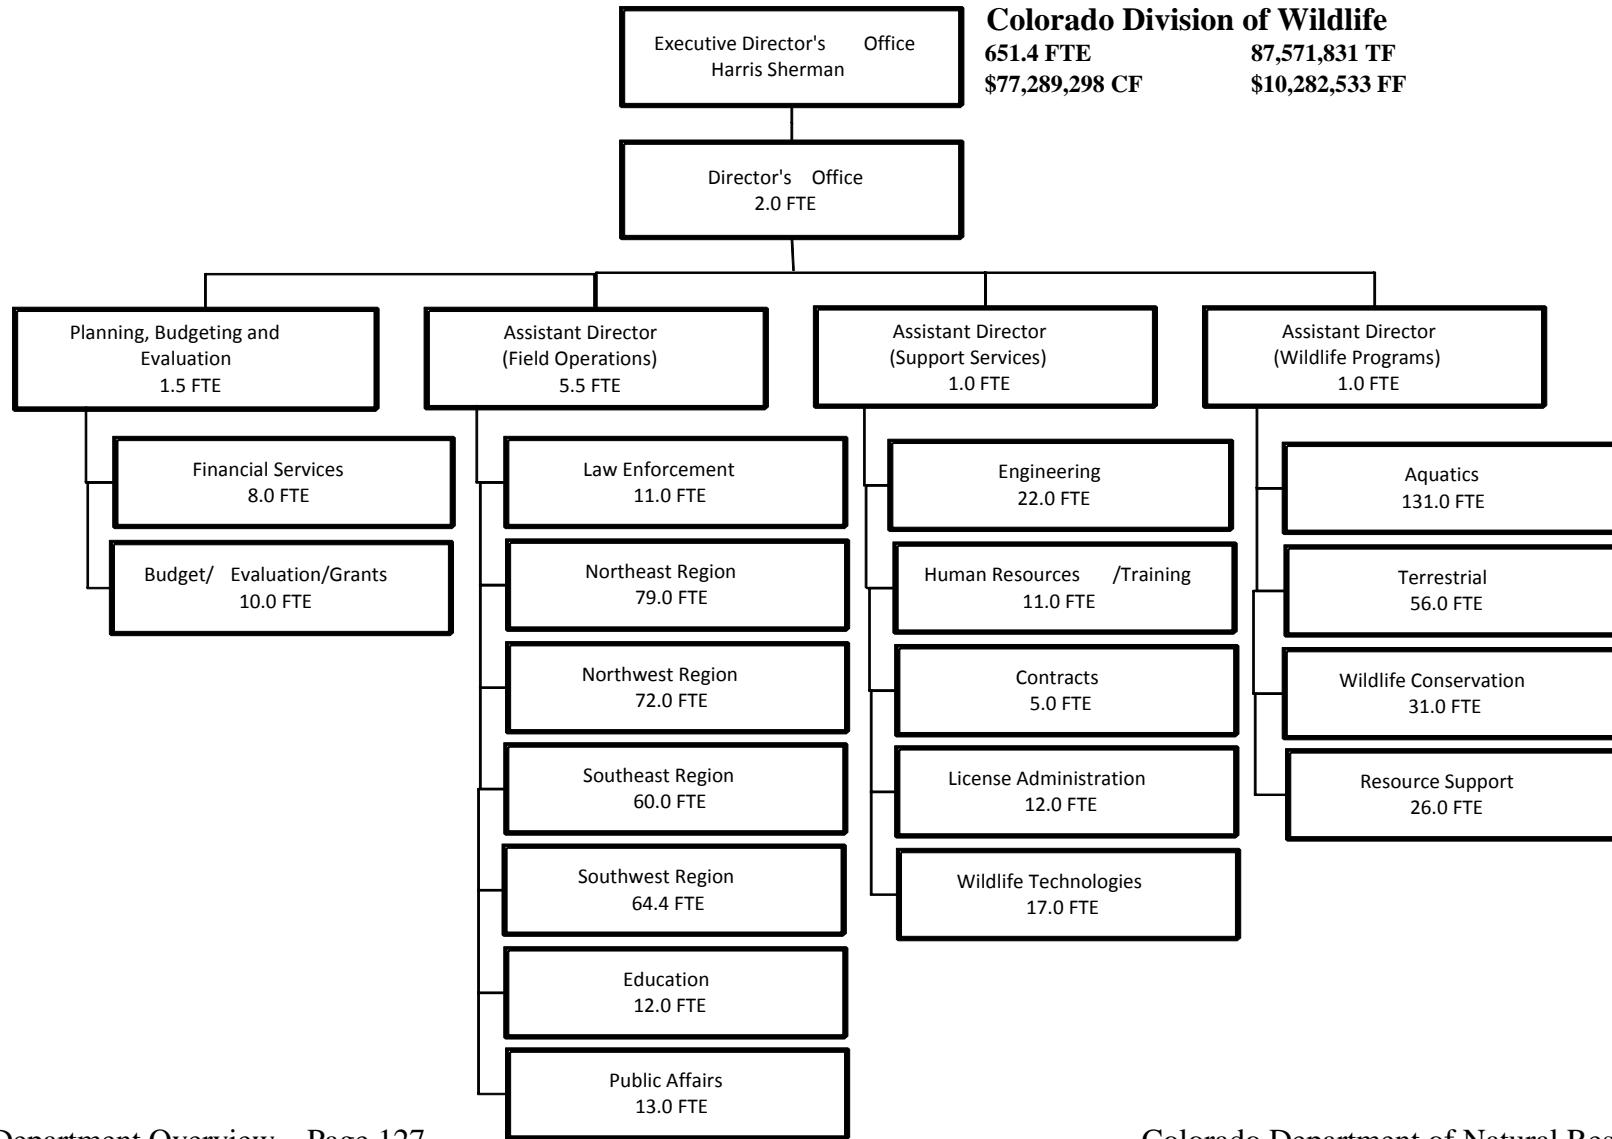 Executive Director's Office
Harris Sherman
Colorado Division of Wildlife
651.4 FTE 87,571,831 TF
$77,289,298 CF $10,282,533 FF
Director's Office
2.0 FTE
Planning, Budgeting and
Evaluation
1.5 FTE
Assistant Director
(Field Operations)
5.5 FTE
Assistant Director
(Support Services)
1.0 FTE
Assistant Director
(Wildlife Programs)
1.0 FTE
Financial Services
8.0 FTE
Budget/ Evaluation/Grants
10.0 FTE
Law Enforcement
11.0 FTE
Northeast Region
79.0 FTE
Northwest Region
72.0 FTE
Southeast Region
60.0 FTE
Southwest Region
64.4 FTE
Education
12.0 FTE
Public Affairs
13.0 FTE
Engineering
22.0 FTE
Human Resources /Training
11.0 FTE
Contracts
5.0 FTE
License Administration
12.0 FTE
Wildlife Technologies
17.0 FTE
Aquatics
131.0 FTE
Terrestrial
56.0 FTE
Wildlife Conservation
31.0 FTE
Resource Support
26.0 FTE
Overview Page 127
Colorado Department of Natural